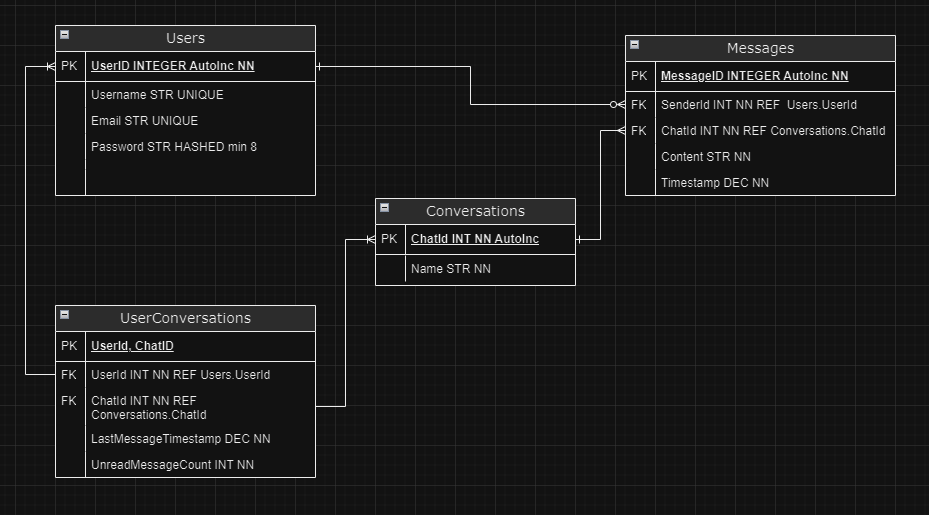 Users
PK UserID INTEGER AutoInc NN
Username STR UNIQUE
Email STR UNIQUE
Password STR HASHED min 8
Messages
PK MessageID INTEGER AutoInc NN
FK SenderId INT NN REF Users.UserId
FK ChatId INT NN REF Conversations.ChatId
Content STR NN
Timestamp DEC NN
Conversations
PK ChatId INT NN AutoInc
Name STR NN
UserConversations
PK UserId, ChatID
FK UserId INT NN REF Users.UserId
FK ChatId INT NN REF
Conversations.ChatId
LastMessageTimestamp DEC NN
UnreadMessageCount INT NN